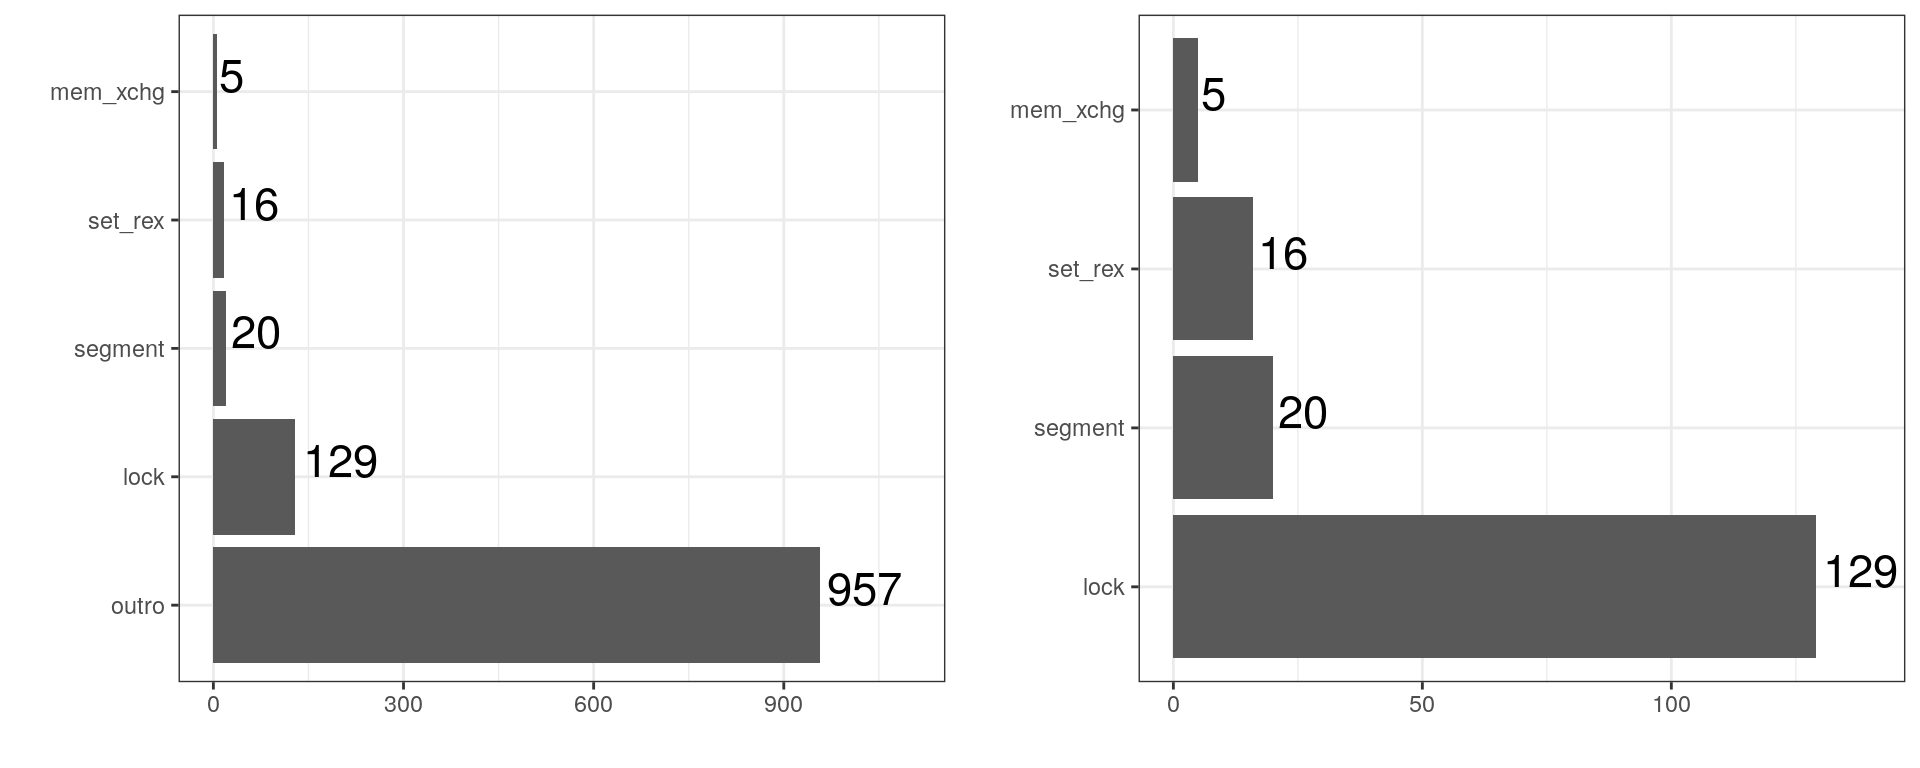 mem_xchg 5
set_rex 16
segment 20
lock 129
outro 957
0 300 600 900
mem_xchg 5
set_rex 16
segment 20
lock 129
0 50 100